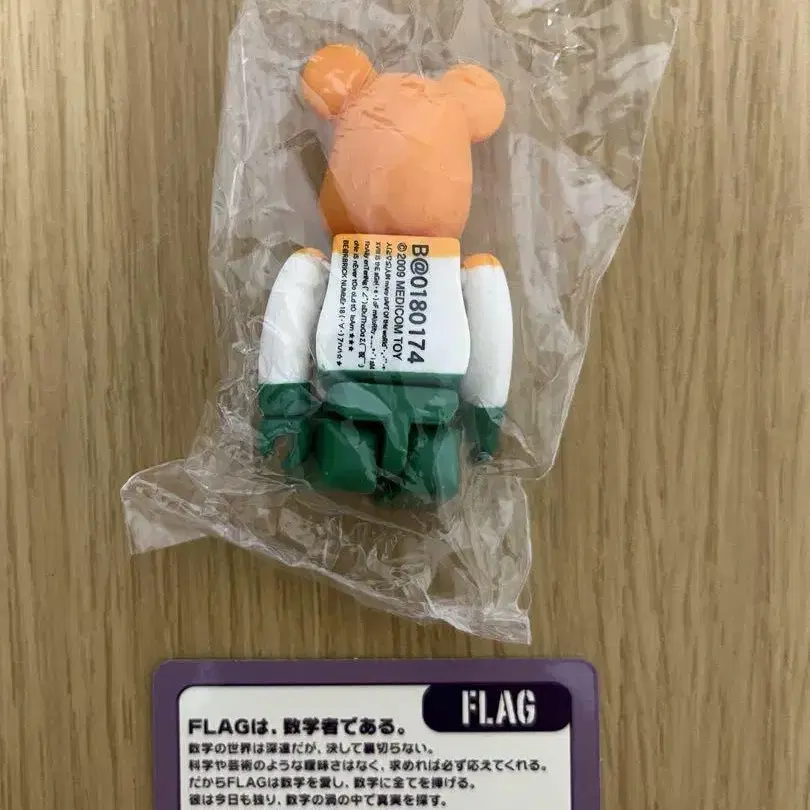 B@0180174
©2009 MEDICOM TOY
BE@RBRICK NUMbEr 18
FLAG
FLAGは、数学者である。
数学の世界は深遠だが、決して裏切らない。
科学や芸術のような曖昧さはなく、求めれば必ず応えてくれる。
だからFLAGは数学を愛し、数学に全てを捧げる。
彼は今日も独り、数字の渦の中で真実を探す。